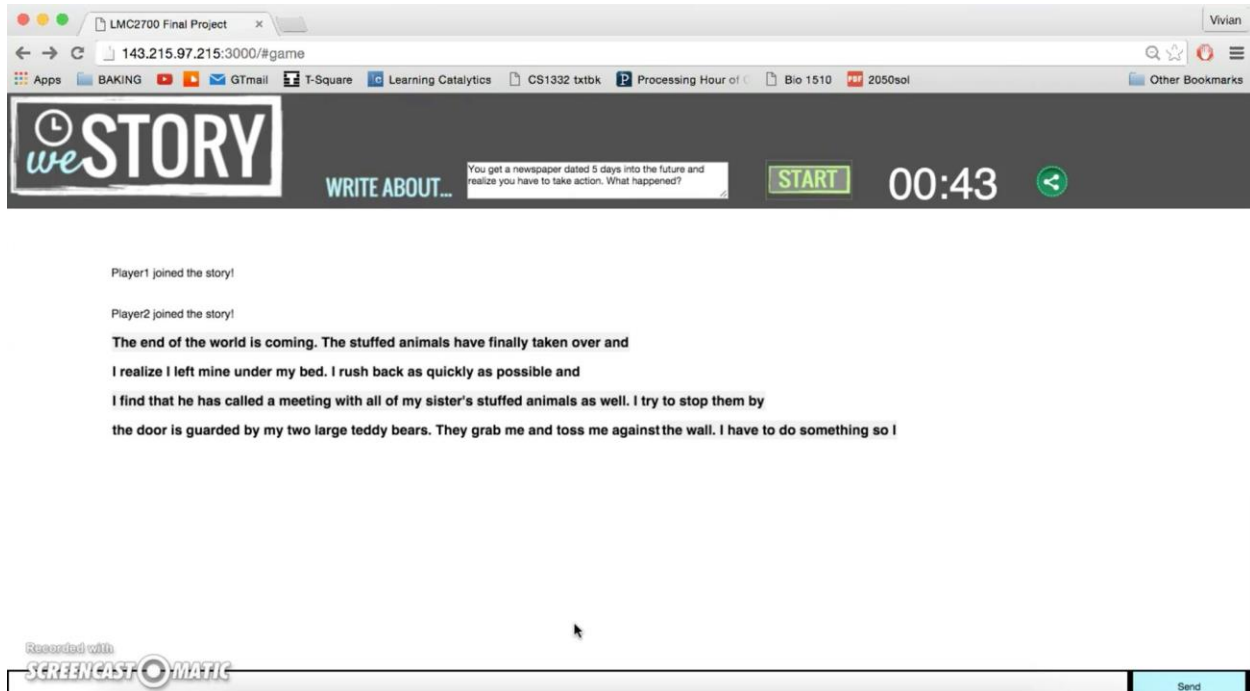 LMC2700 Final Project
Vivian
143.215.97.215:3000/#game
Apps BAKING GTmail T-Square Learning Catalytics CS1332 txtbk Processing Hour of C Bio 1510 2050sol Other Bookmarks
weSTORY
WRITE ABOUT...
You get a newspaper dated 5 days into the future and
realize you have to take action. What happened?
START
00:43
Player1 joined the story!
Player2 joined the story!
The end of the world is coming. The stuffed animals have finally taken over and
I realize I left mine under my bed. I rush back as quickly as possible and
I find that he has called a meeting with all of my sister's stuffed animals as well. I try to stop them by
the door is guarded by my two large teddy bears. They grab me and toss me against the wall. I have to do something so I
Recorded with
SCREENCAST-O-MATIC
Send